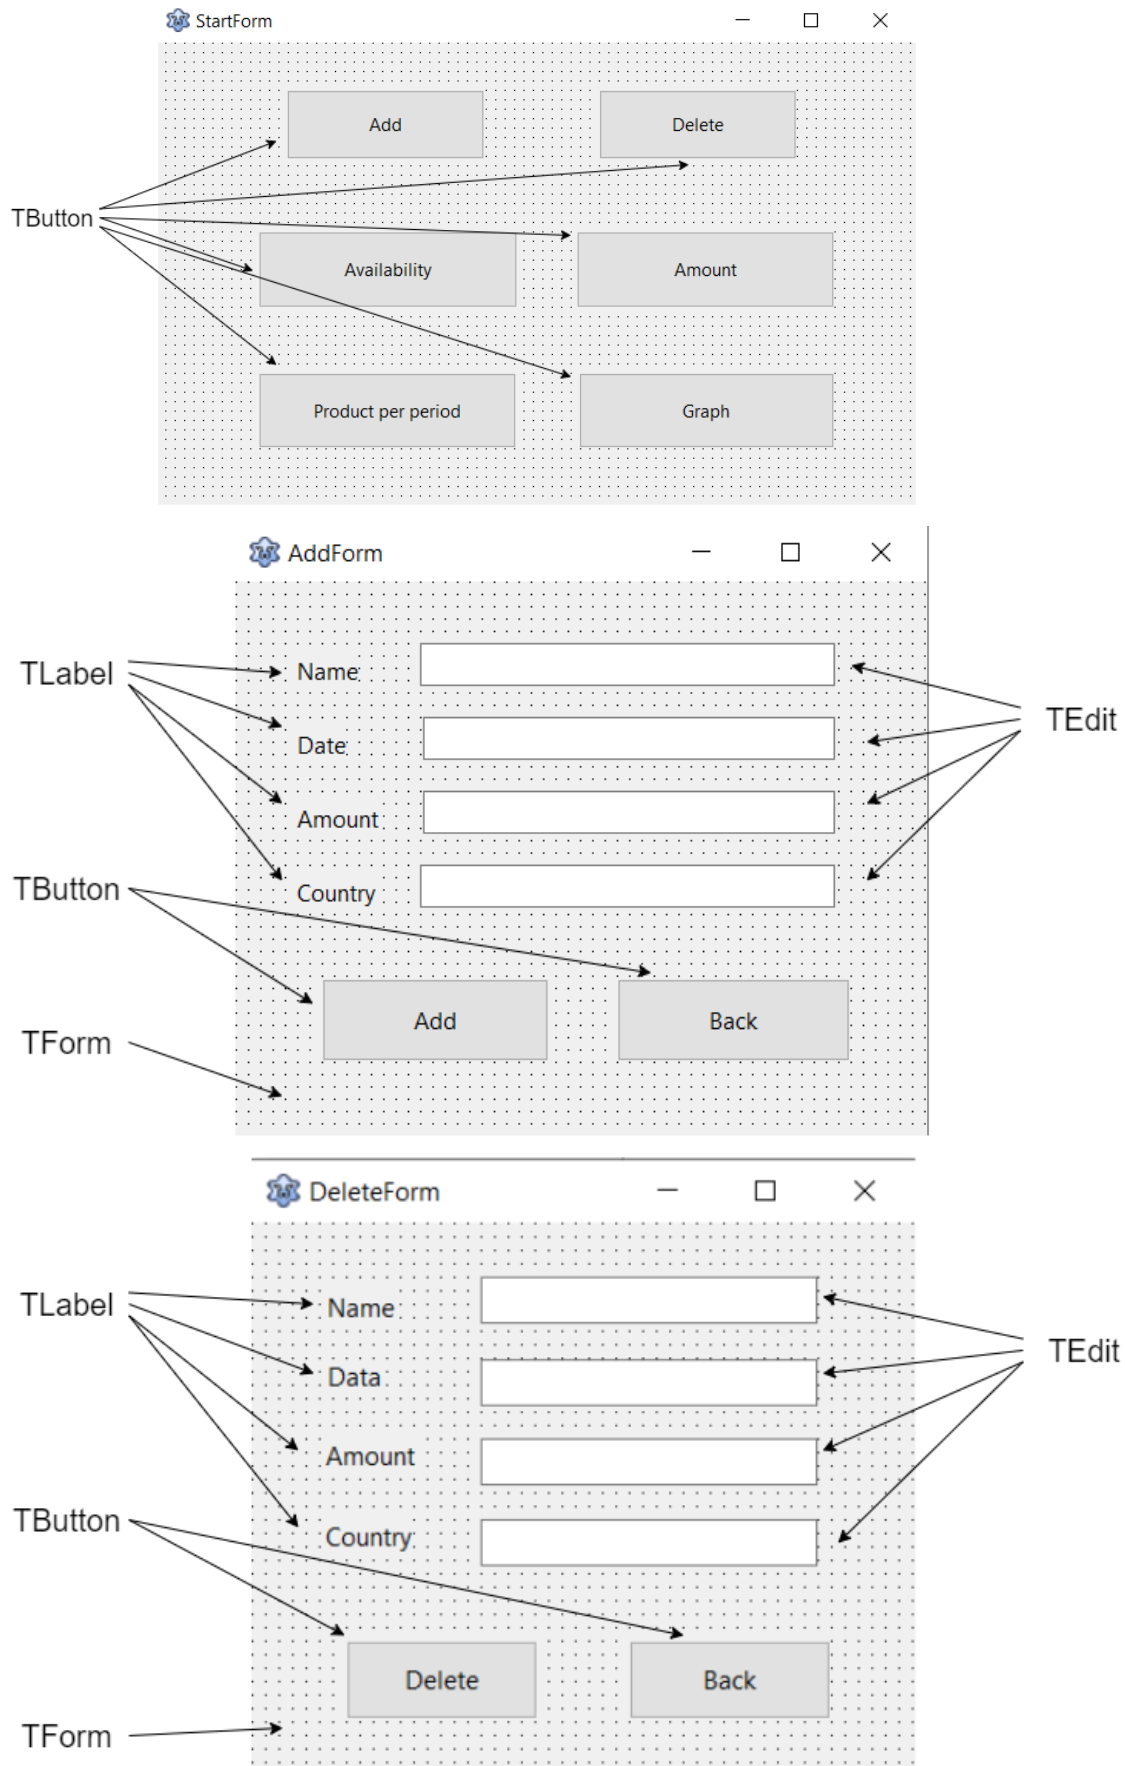 StartForm
Add
Delete
TButton
Availability
Amount
Product per period
Graph
AddForm
TLabel
Name
TEdit
Date
Amount
TButton
Country
Add
Back
TForm
DeleteForm
TLabel
Name
TEdit
Data
Amount
TButton
Country
Delete
Back
TForm